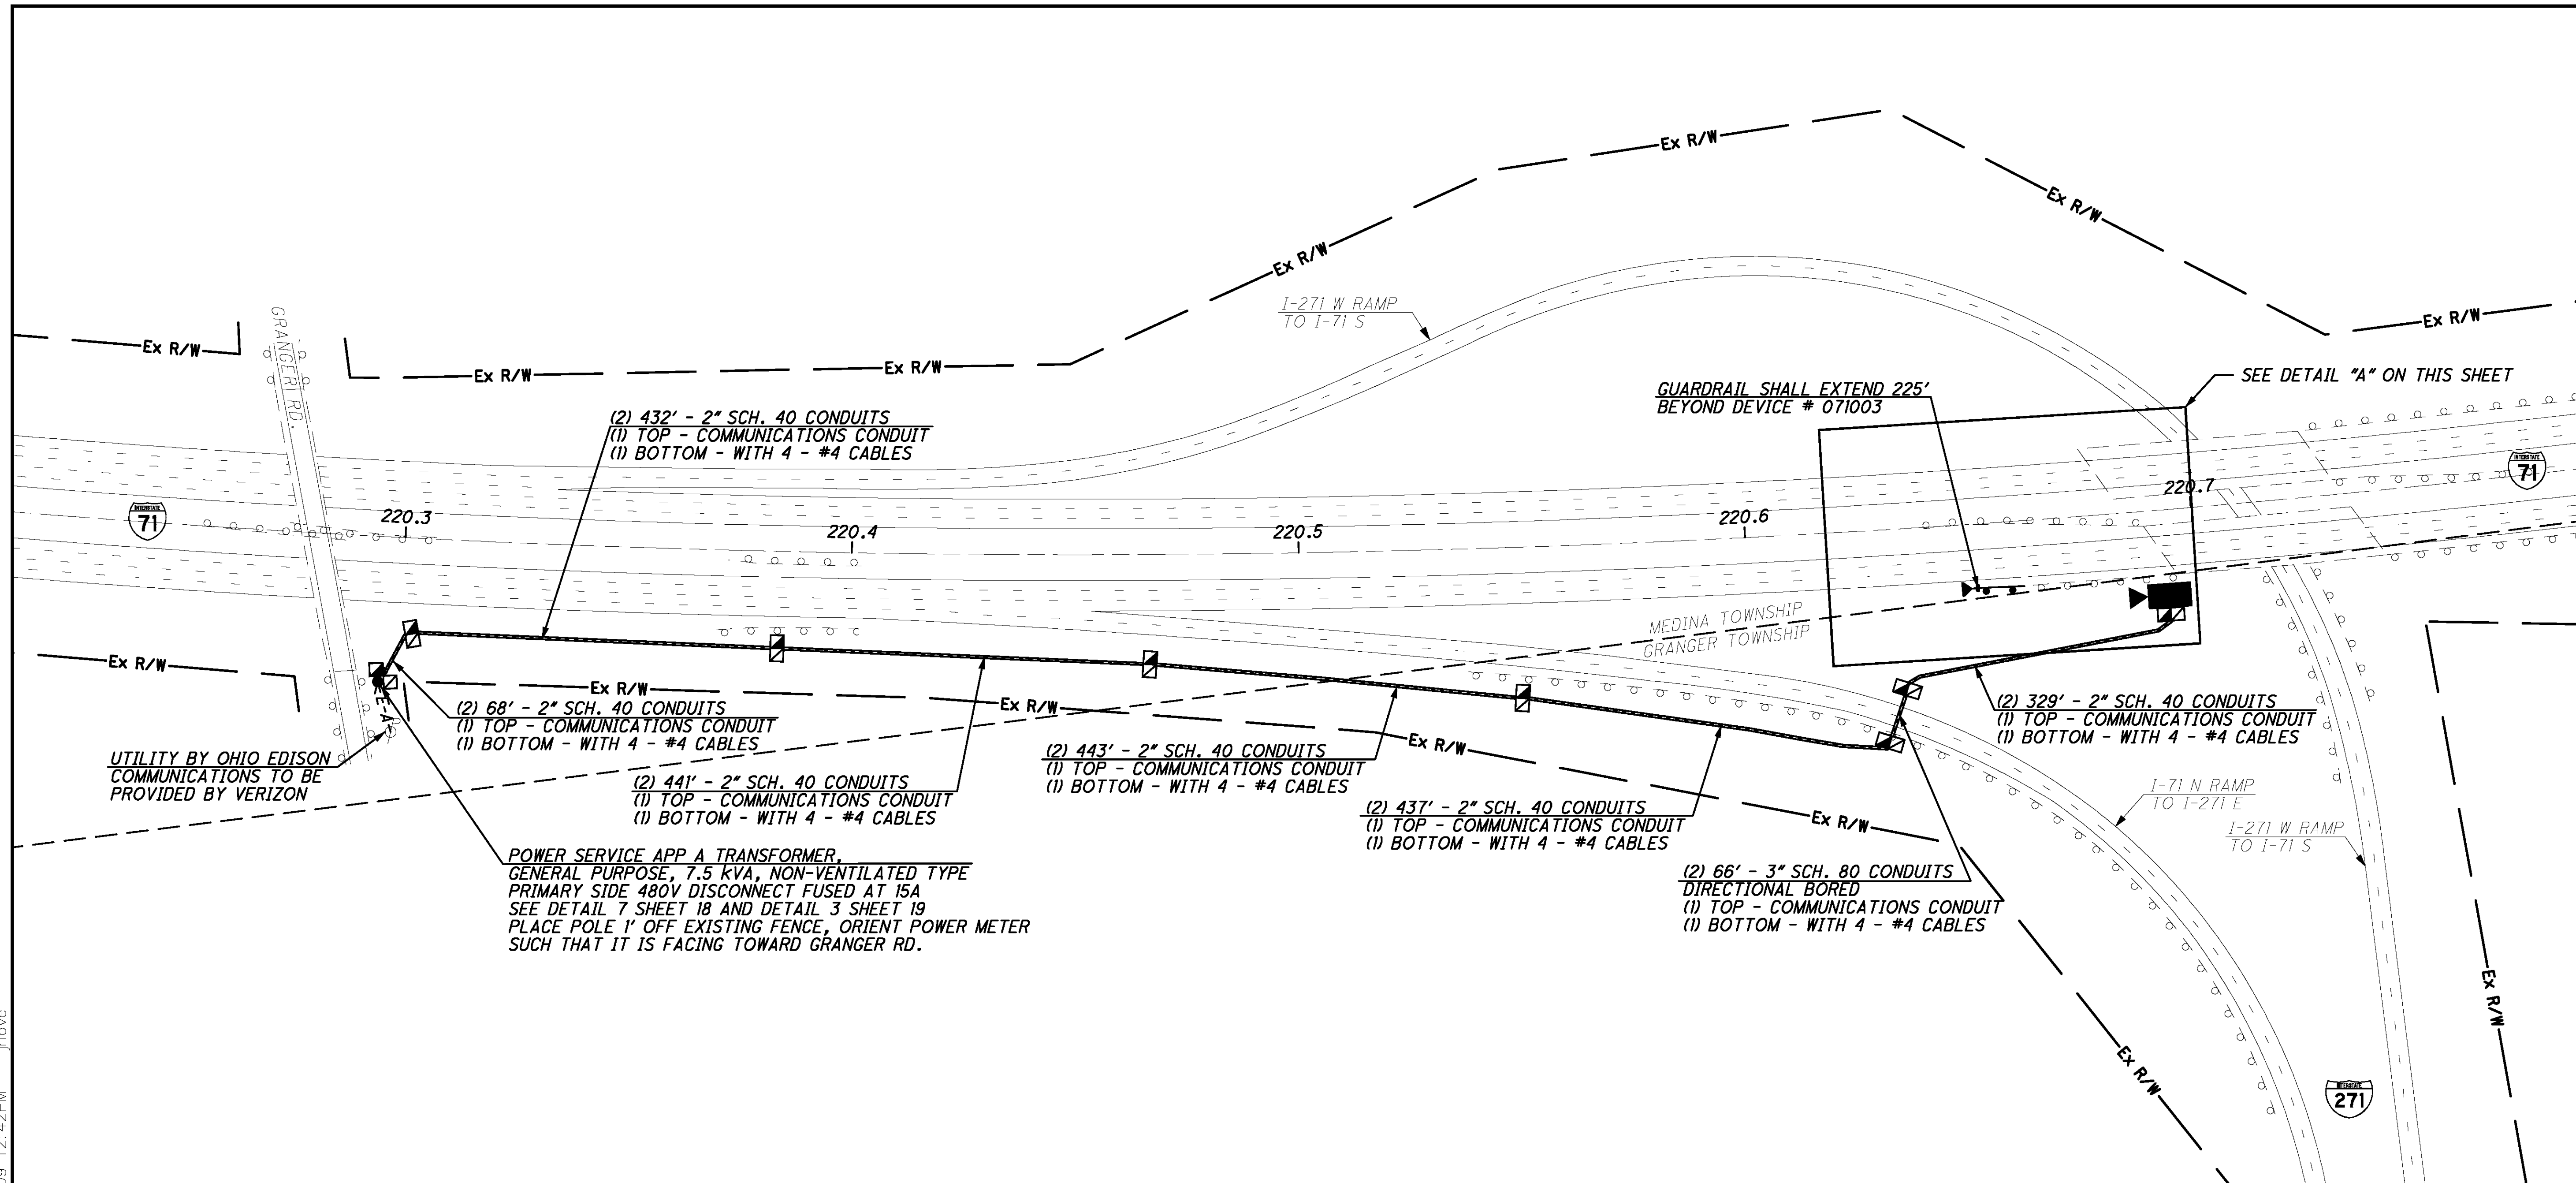 Ex R/W
Ex R/W
Ex R/W
I-271 W RAMP
TO I-71 S
GRANGER RD.
Ex R/W
Ex R/W
Ex R/W
Ex R/W
SEE DETAIL "A" ON THIS SHEET
GUARDRAIL SHALL EXTEND 225'
BEYOND DEVICE # 071003
(2) 432' - 2" SCH. 40 CONDUITS
(1) TOP - COMMUNICATIONS CONDUIT
(1) BOTTOM - WITH 4 - #4 CABLES
INTERSTATE
71
INTERSTATE
71
220.3
220.4
220.5
220.6
220.7
MEDINA TOWNSHIP
GRANGER TOWNSHIP
Ex R/W
Ex R/W
Ex R/W
Ex R/W
Ex R/W
E-A
(2) 68' - 2" SCH. 40 CONDUITS
(1) TOP - COMMUNICATIONS CONDUIT
(1) BOTTOM - WITH 4 - #4 CABLES
(2) 329' - 2" SCH. 40 CONDUITS
(1) TOP - COMMUNICATIONS CONDUIT
(1) BOTTOM - WITH 4 - #4 CABLES
UTILITY BY OHIO EDISON
COMMUNICATIONS TO BE
PROVIDED BY VERIZON
(2) 441' - 2" SCH. 40 CONDUITS
(1) TOP - COMMUNICATIONS CONDUIT
(1) BOTTOM - WITH 4 - #4 CABLES
(2) 443' - 2" SCH. 40 CONDUITS
(1) TOP - COMMUNICATIONS CONDUIT
(1) BOTTOM - WITH 4 - #4 CABLES
(2) 437' - 2" SCH. 40 CONDUITS
(1) TOP - COMMUNICATIONS CONDUIT
(1) BOTTOM - WITH 4 - #4 CABLES
I-71 N RAMP
TO I-271 E
I-271 W RAMP
TO I-71 S
POWER SERVICE APP A TRANSFORMER,
GENERAL PURPOSE, 7.5 KVA, NON-VENTILATED TYPE
PRIMARY SIDE 480V DISCONNECT FUSED AT 15A
SEE DETAIL 7 SHEET 18 AND DETAIL 3 SHEET 19
PLACE POLE 1' OFF EXISTING FENCE, ORIENT POWER METER
SUCH THAT IT IS FACING TOWARD GRANGER RD.
(2) 66' - 3" SCH. 80 CONDUITS
DIRECTIONAL BORED
(1) TOP - COMMUNICATIONS CONDUIT
(1) BOTTOM - WITH 4 - #4 CABLES
Ex R/W
Ex R/W
INTERSTATE
271
12:42PM